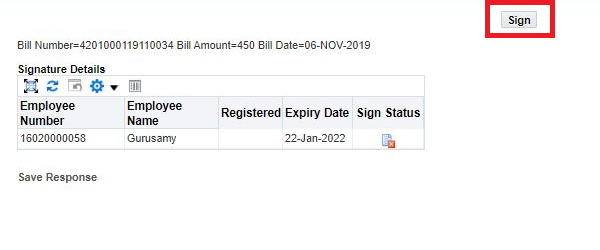 Sign
Bill Number=4201000119110034 Bill Amount=450 Bill Date=06-NOV-2019
Signature Details
Employee Number Employee Name Registered Expiry Date Sign Status
16020000058 Gurusamy 22-Jan-2022
Save Response